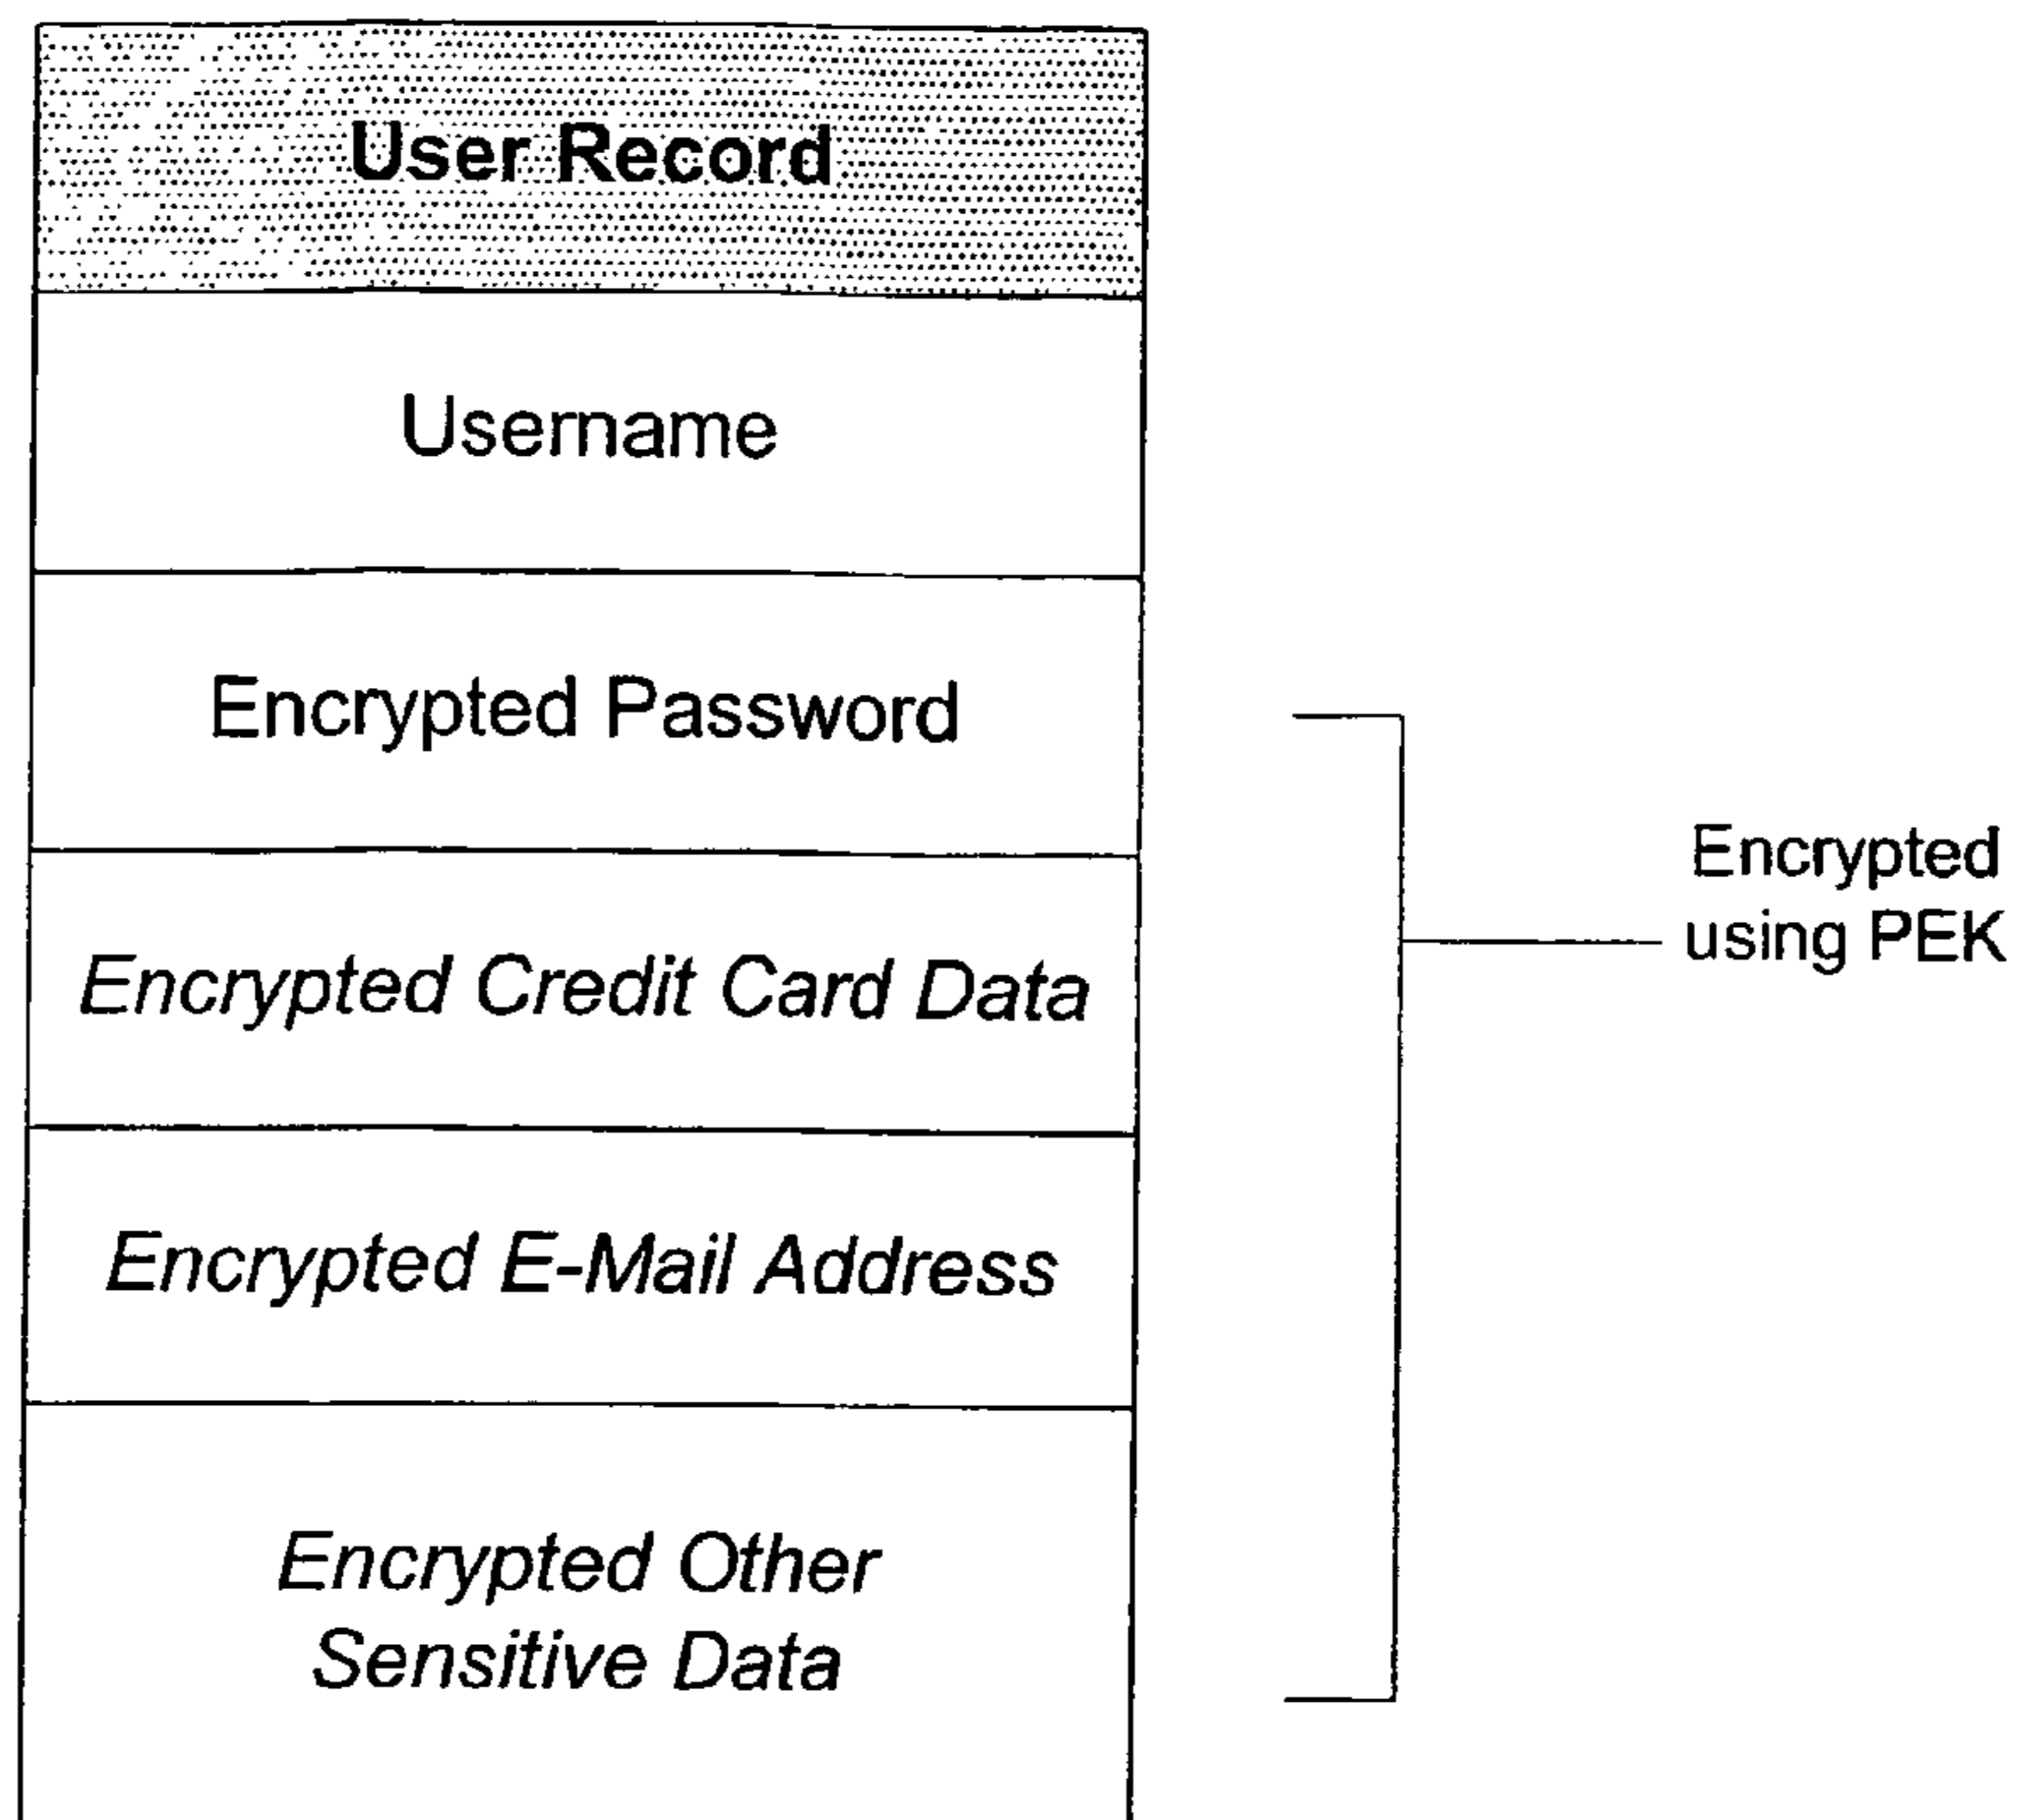 User Record
Username
Encrypted Password
Encrypted Credit Card Data
Encrypted E-Mail Address
Encrypted Other
Sensitive Data
Encrypted
using PEK